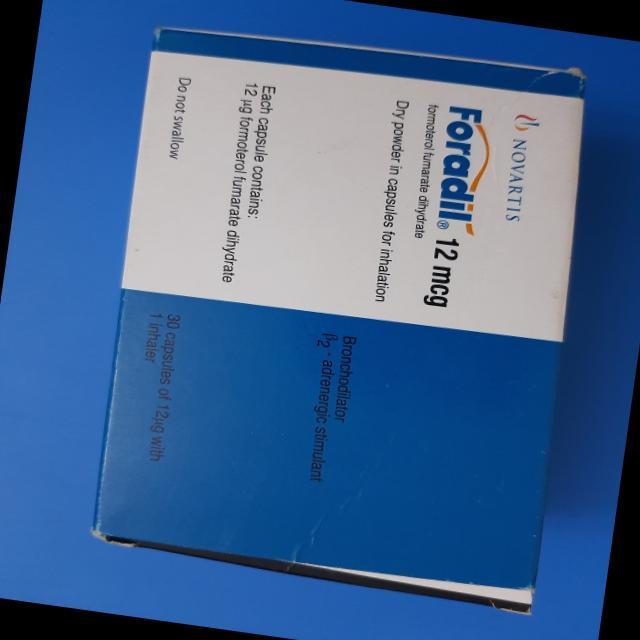 NOVARTIS
Foradil® 12 mcg
formoterol fumarate dihydrate
Dry powder in capsules for inhalation
Bronchodilator
β2 - adrenergic stimulant
Each capsule contains:
12 µg formoterol fumarate dihydrate
Do not swallow
30 capsules of 12µg with
1 inhaler